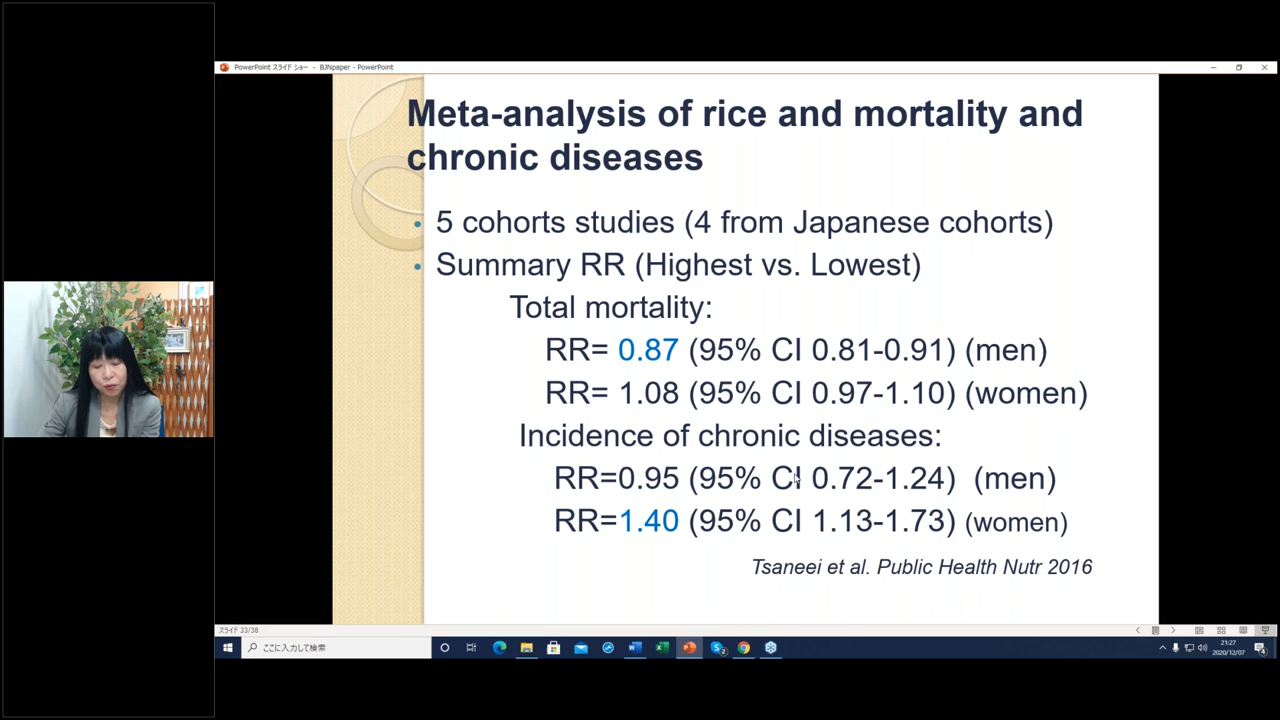 PowerPoint スライド ショー - BJNpaper - PowerPoint
Meta-analysis of rice and mortality and
chronic diseases
• 5 cohorts studies (4 from Japanese cohorts)
• Summary RR (Highest vs. Lowest)
Total mortality:
RR= 0.87 (95% CI 0.81-0.91) (men)
RR= 1.08 (95% CI 0.97-1.10) (women)
Incidence of chronic diseases:
RR=0.95 (95% CI 0.72-1.24) (men)
RR=1.40 (95% CI 1.13-1.73) (women)
Tsaneei et al. Public Health Nutr 2016
スライド 33/38
ここに入力して検索
21:27
2020/12/07